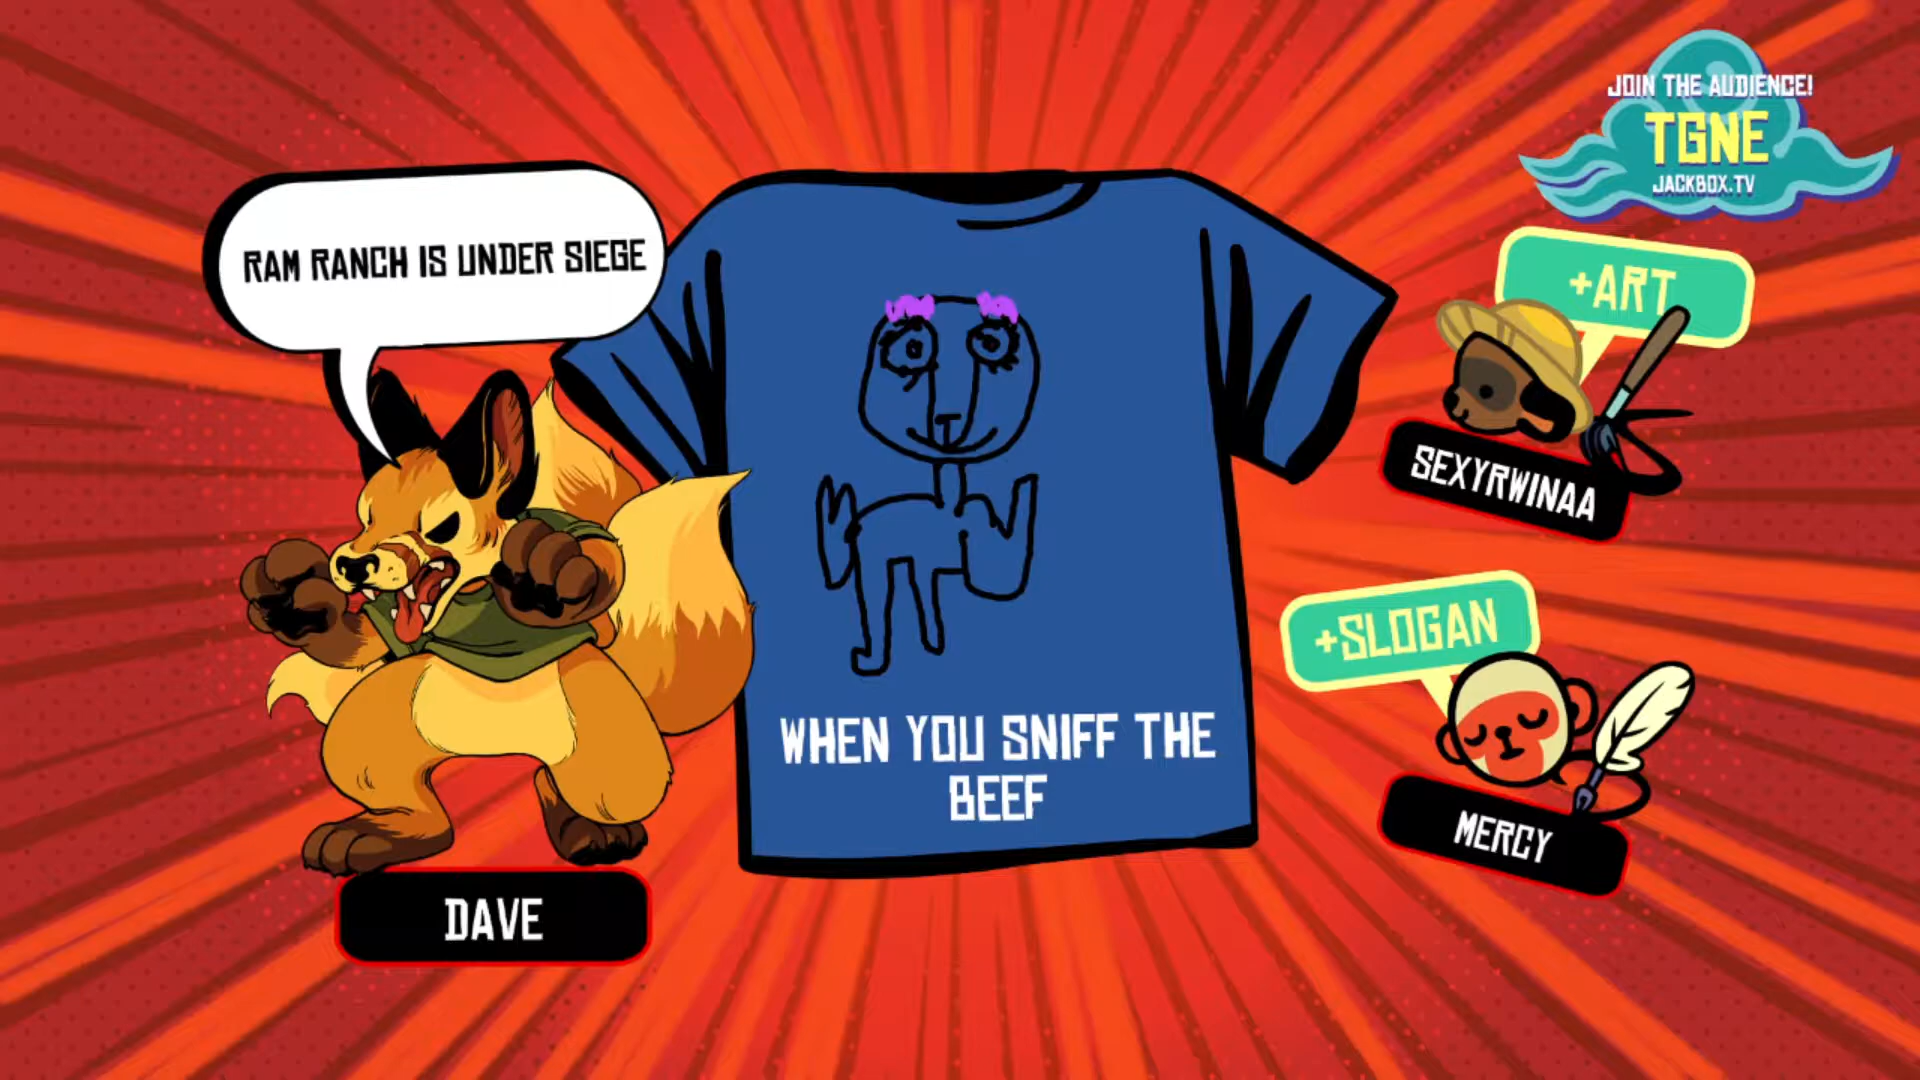 JOIN THE AUDIENCE!
TGNE
JACKBOX.TV
RAM RANCH IS UNDER SIEGE
+ART
SEXYRWINAA
+SLOGAN
WHEN YOU SNIFF THE
BEEF
MERCY
DAVE